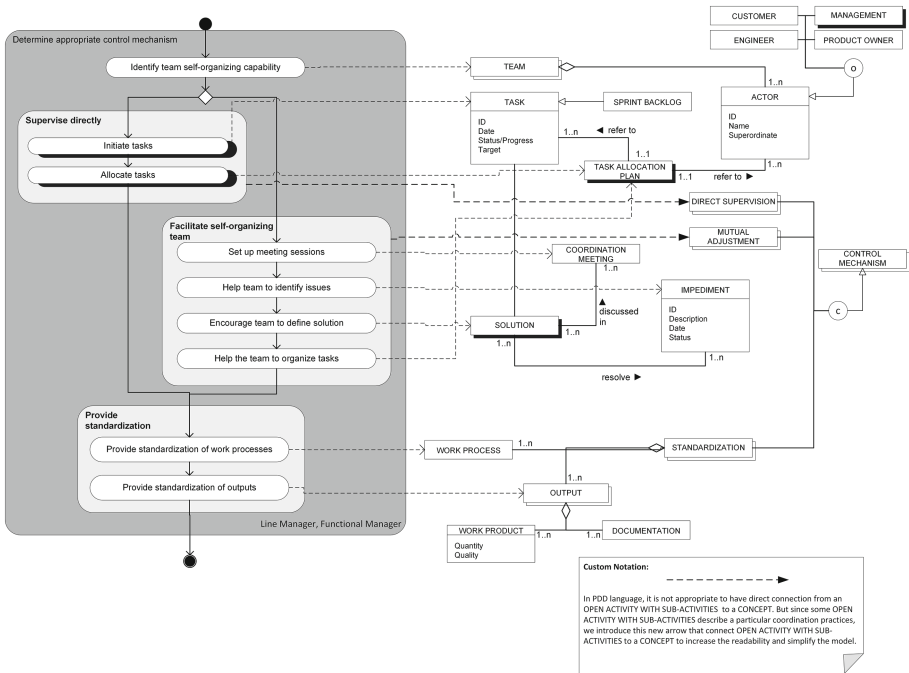 Determine appropriate control mechanism
Identify team self-organizing capability
Supervise directly
Initiate tasks
Allocate tasks
Facilitate self-organizing
team
Set up meeting sessions
Help team to identify issues
Encourage team to define solution
Help the team to organize tasks
Provide
standardization
Provide standardization of work processes
Provide standardization of outputs
Line Manager, Functional Manager
CUSTOMER
MANAGEMENT
ENGINEER
PRODUCT OWNER
o
TEAM
1..n
ACTOR
ID
Name
Superordinate
1..n
TASK
ID
Date
Status/Progress
Target
SPRINT BACKLOG
1..n
◄ refer to
1..1
TASK ALLOCATION
PLAN
1..1
refer to ►
DIRECT SUPERVISION
MUTUAL
ADJUSTMENT
CONTROL
MECHANISM
c
COORDINATION
MEETING
1..n
▲
discussed
in
IMPEDIMENT
ID
Description
Date
Status
1..n
SOLUTION
1..n
1..n
resolve ►
WORK PROCESS
1..n
STANDARDIZATION
1..n
OUTPUT
WORK PRODUCT
Quantity
Quality
1..n
1..n
DOCUMENTATION
Custom Notation:
In PDD language, it is not appropriate to have direct connection from an
OPEN ACTIVITY WITH SUB-ACTIVITIES to a CONCEPT. But since some OPEN
ACTIVITY WITH SUB-ACTIVITIES describe a particular coordination practices,
we introduce this new arrow that connect OPEN ACTIVITY WITH SUB-
ACTIVITIES to a CONCEPT to increase the readability and simplify the model.